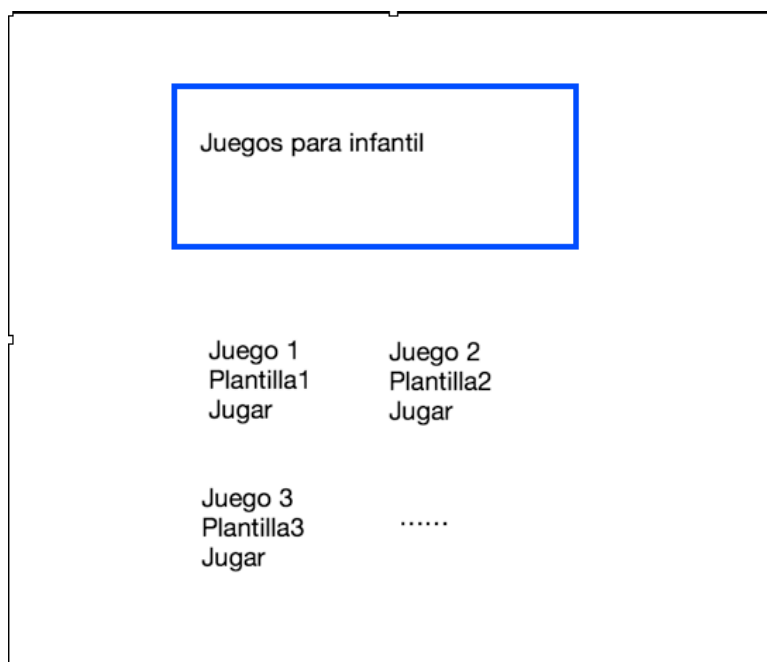 Juegos para infantil
Juego 1
Plantilla1
Jugar
Juego 2
Plantilla2
Jugar
Juego 3
Plantilla3
Jugar
......